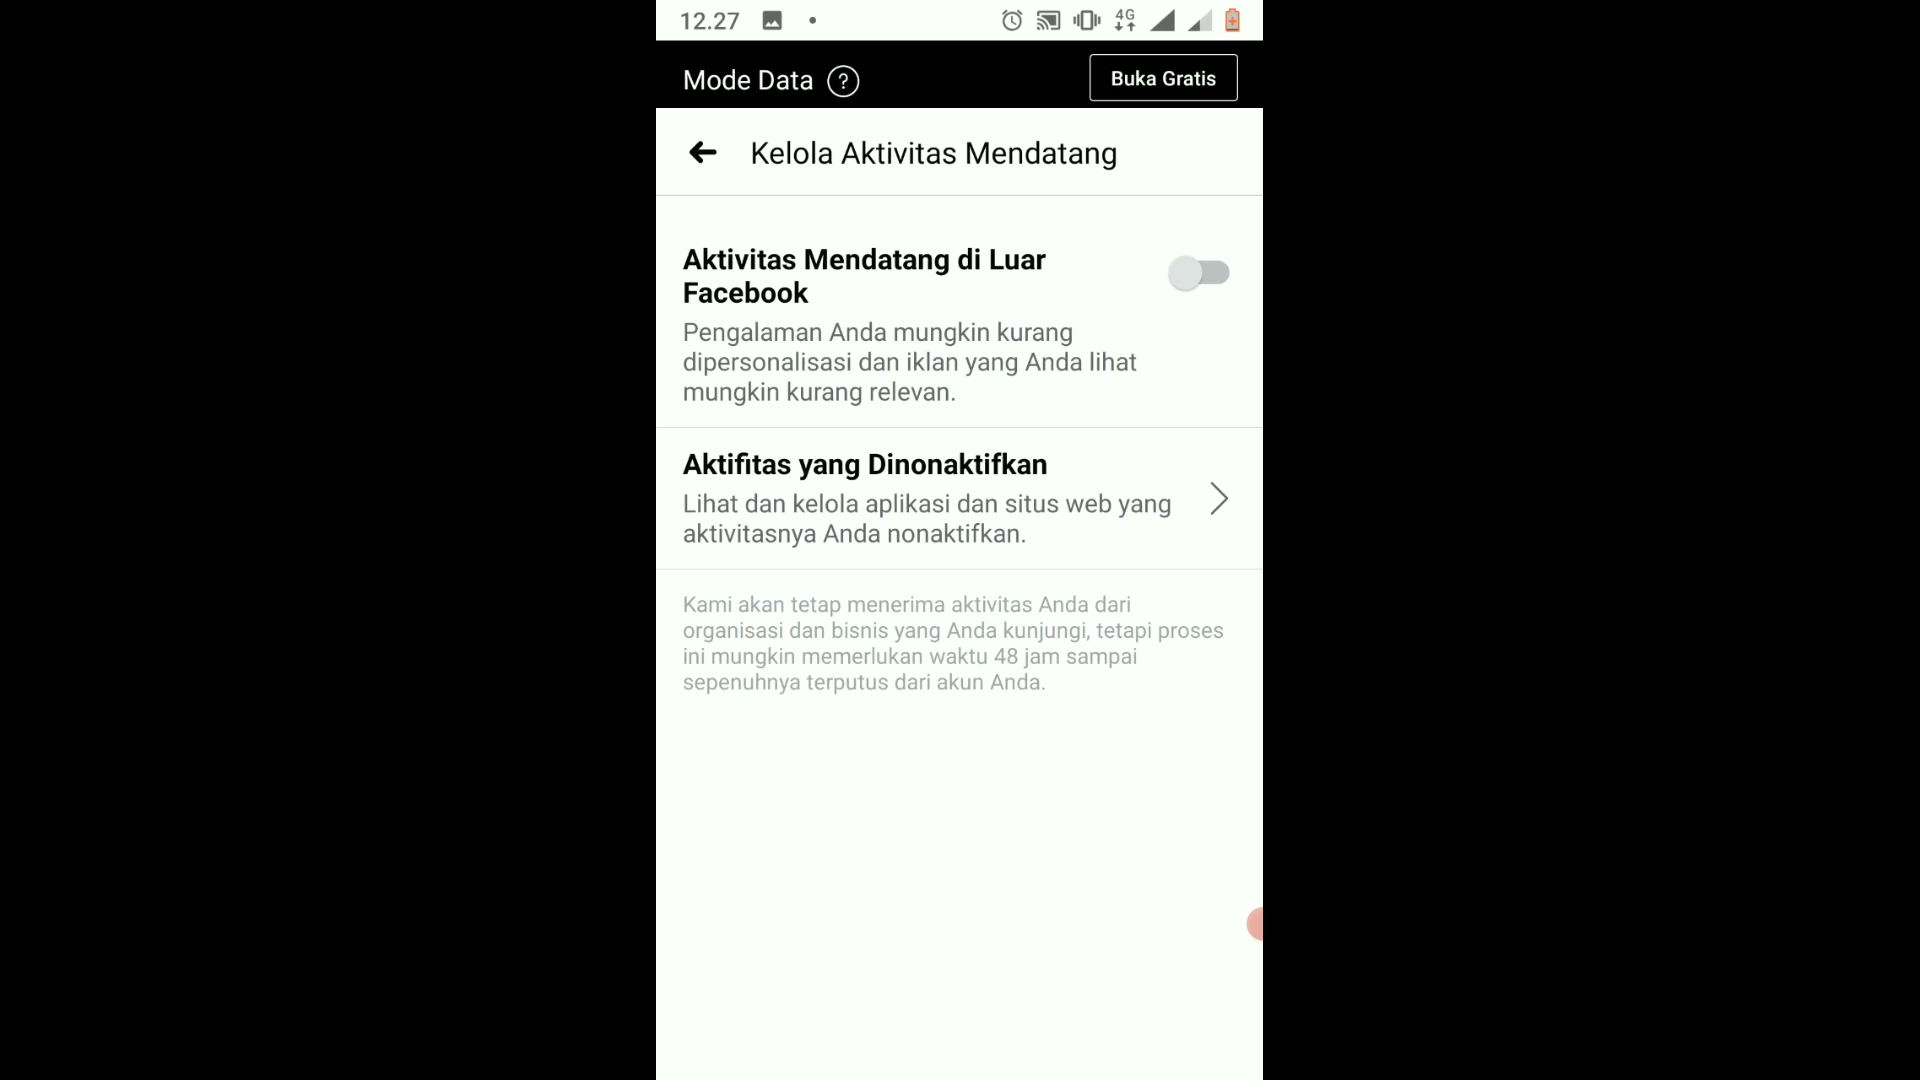 12.27
4G
Mode Data ?
Buka Gratis
Kelola Aktivitas Mendatang
Aktivitas Mendatang di Luar
Facebook
Pengalaman Anda mungkin kurang
dipersonalisasi dan iklan yang Anda lihat
mungkin kurang relevan.
Aktifitas yang Dinonaktifkan
Lihat dan kelola aplikasi dan situs web yang
aktivitasnya Anda nonaktifkan.
Kami akan tetap menerima aktivitas Anda dari
organisasi dan bisnis yang Anda kunjungi, tetapi proses
ini mungkin memerlukan waktu 48 jam sampai
sepenuhnya terputus dari akun Anda.